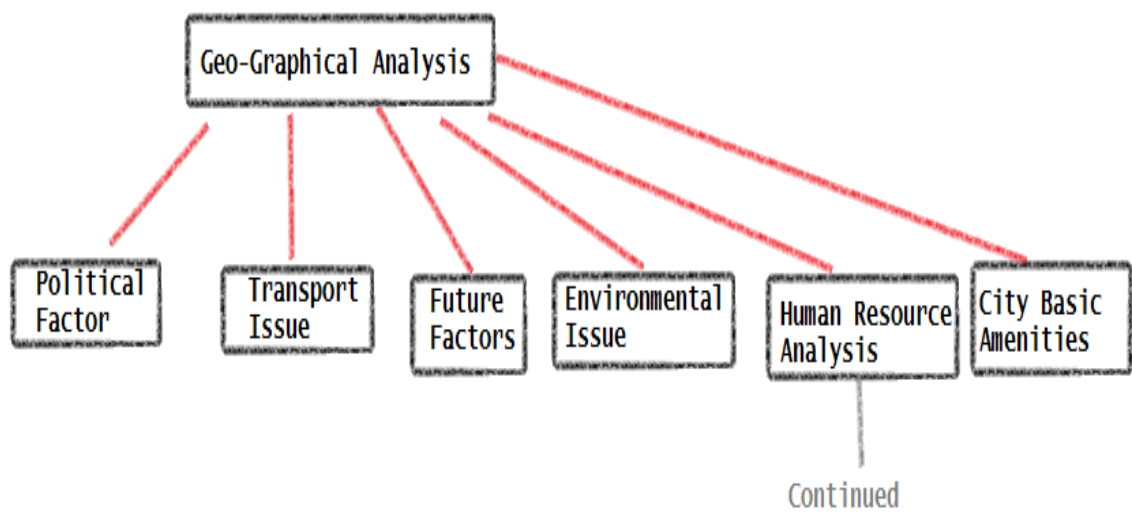 Geo-Graphical Analysis
Political
Factor
Transport
Issue
Future
Factors
Environmental
Issue
Human Resource
Analysis
City Basic
Amenities
Continued